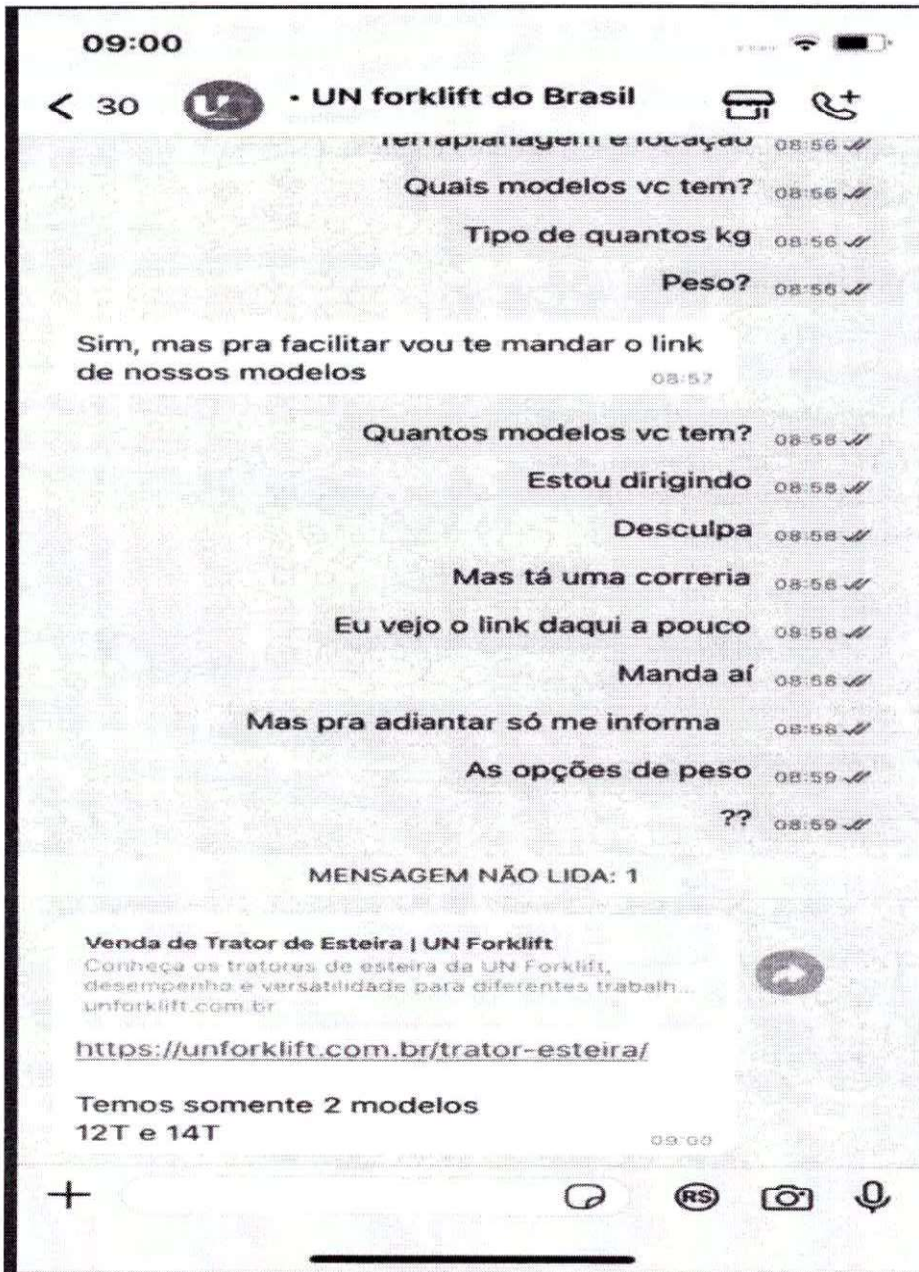 09:00
30
• UN forklift do Brasil
Terraplanagem e locação 08:56
Quais modelos vc tem? 08:56
Tipo de quantos kg 08:56
Peso? 08:56
Sim, mas pra facilitar vou te mandar o link
de nossos modelos 08:57
Quantos modelos vc tem? 08:58
Estou dirigindo 08:58
Desculpa 08:58
Mas tá uma correria 08:58
Eu vejo o link daqui a pouco 08:58
Manda aí 08:58
Mas pra adiantar só me informa 08:58
As opções de peso 08:59
?? 08:59
MENSAGEM NÃO LIDA: 1
Venda de Trator de Esteira | UN Forklift
Conheça os tratores de esteira da UN Forklift,
desempenho e versatilidade para diferentes trabalh...
unforklift.com.br
https://unforklift.com.br/trator-esteira/
Temos somente 2 modelos
12T e 14T 09:00
RS